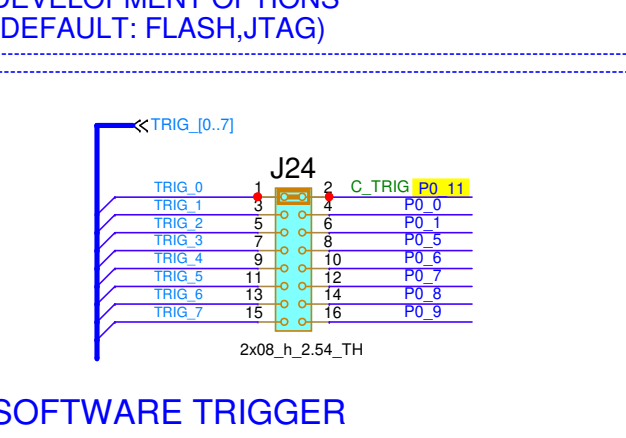 DEVELOPMENT OPTIONS
(DEFAULT: FLASH,JTAG)
TRIG_[0..7]
J24
TRIG_0 1 2 C_TRIG P0_11
TRIG_1 3 4 P0_0
TRIG_2 5 6 P0_1
TRIG_3 7 8 P0_5
TRIG_4 9 10 P0_6
TRIG_5 11 12 P0_7
TRIG_6 13 14 P0_8
TRIG_7 15 16 P0_9
2x08_h_2.54_TH
SOFTWARE TRIGGER